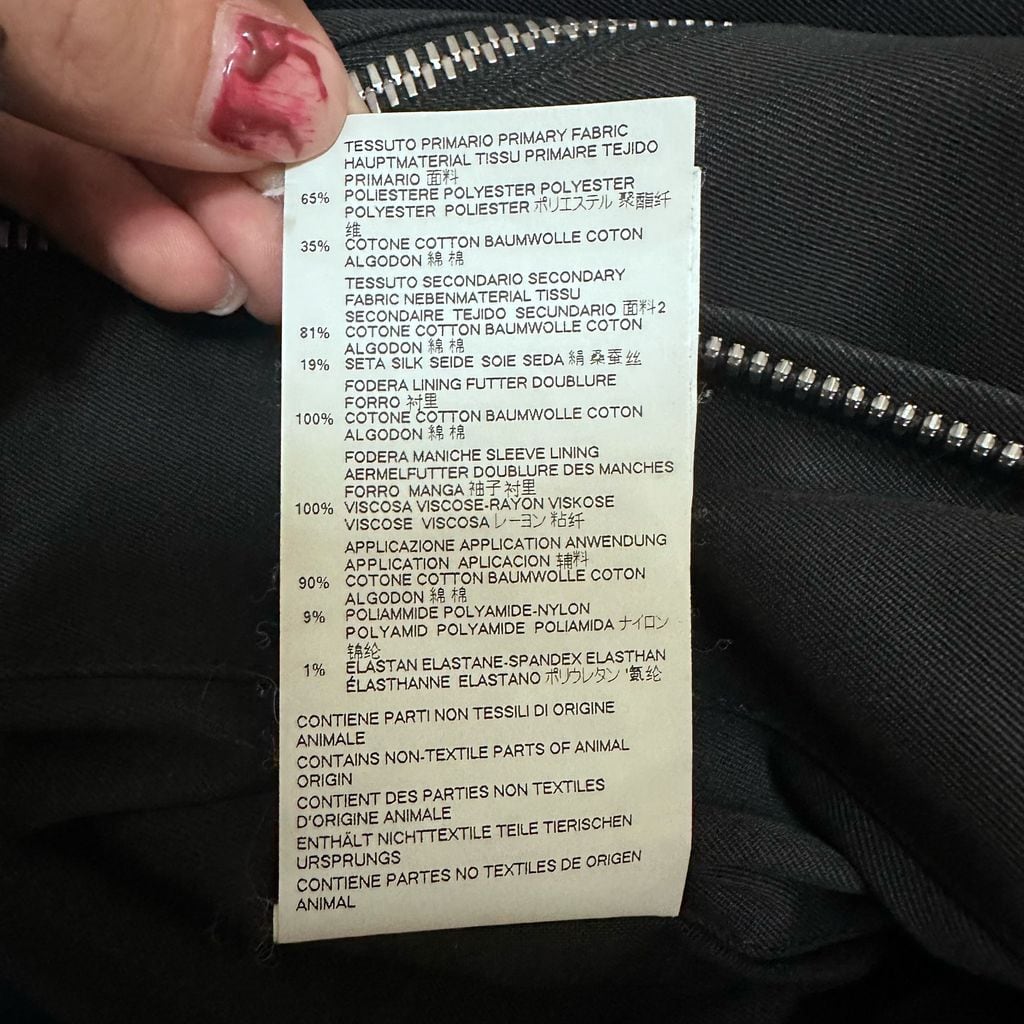 TESSUTO PRIMARIO PRIMARY FABRIC
HAUPTMATERIAL TISSU PRIMAIRE TEJIDO
PRIMARIO 面料
65% POLIESTERE POLYESTER POLYESTER
POLYESTER POLIESTER ポリエステル 聚酯纤
维
35% COTONE COTTON BAUMWOLLE COTON
ALGODON 綿 棉
TESSUTO SECONDARIO SECONDARY
FABRIC NEBENMATERIAL TISSU
SECONDAIRE TEJIDO SECUNDARIO 面料2
81% COTONE COTTON BAUMWOLLE COTON
ALGODON 綿 棉
19% SETA SILK SEIDE SOIE SEDA 絹 桑蚕丝
FODERA LINING FUTTER DOUBLURE
FORRO 衬里
100% COTONE COTTON BAUMWOLLE COTON
ALGODON 綿 棉
FODERA MANICHE SLEEVE LINING
AERMELFUTTER DOUBLURE DES MANCHES
FORRO MANGA 袖子 衬里
100% VISCOSA VISCOSE-RAYON VISKOSE
VISCOSE VISCOSA レーヨン 粘纤
APPLICAZIONE APPLICATION ANWENDUNG
APPLICATION APLICACION 辅料
90% COTONE COTTON BAUMWOLLE COTON
ALGODON 綿 棉
9% POLIAMMIDE POLYAMIDE-NYLON
POLYAMID POLYAMIDE POLIAMIDA ナイロン
锦纶
1% ELASTAN ELASTANE-SPANDEX ELASTHAN
ÉLASTHANNE ELASTANO ポリウレタン '氨纶
CONTIENE PARTI NON TESSILI DI ORIGINE
ANIMALE
CONTAINS NON-TEXTILE PARTS OF ANIMAL
ORIGIN
CONTIENT DES PARTIES NON TEXTILES
D'ORIGINE ANIMALE
ENTHÄLT NICHTTEXTILE TEILE TIERISCHEN
URSPRUNGS
CONTIENE PARTES NO TEXTILES DE ORIGEN
ANIMAL